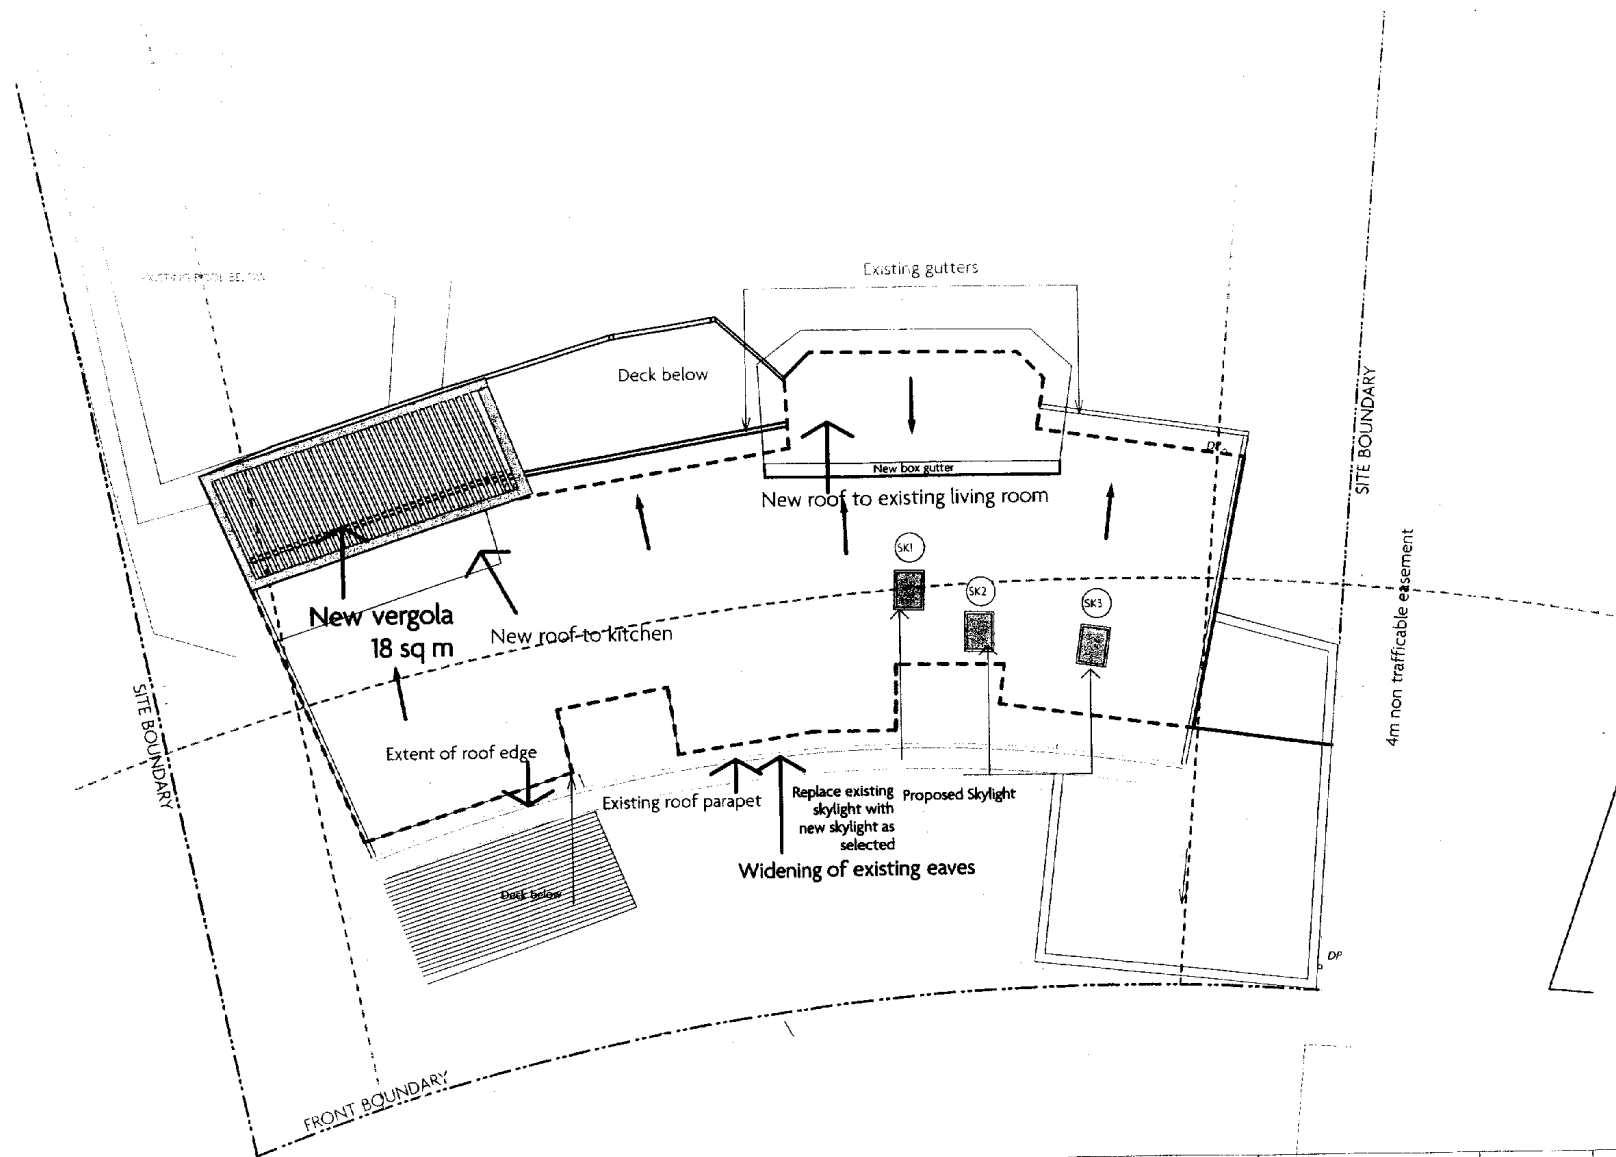 EXISTING POOL BELOW
Existing gutters
Deck below
DP
SITE BOUNDARY
New box gutter
New roof to existing living room
SK1
SK2
SK3
4m non trafficable easement
New vergola
18 sq m
New roof to kitchen
SITE BOUNDARY
Extent of roof edge
Existing roof parapet
Replace existing
skylight with
new skylight as
selected
Proposed Skylight
Widening of existing eaves
Deck below
DP
FRONT BOUNDARY